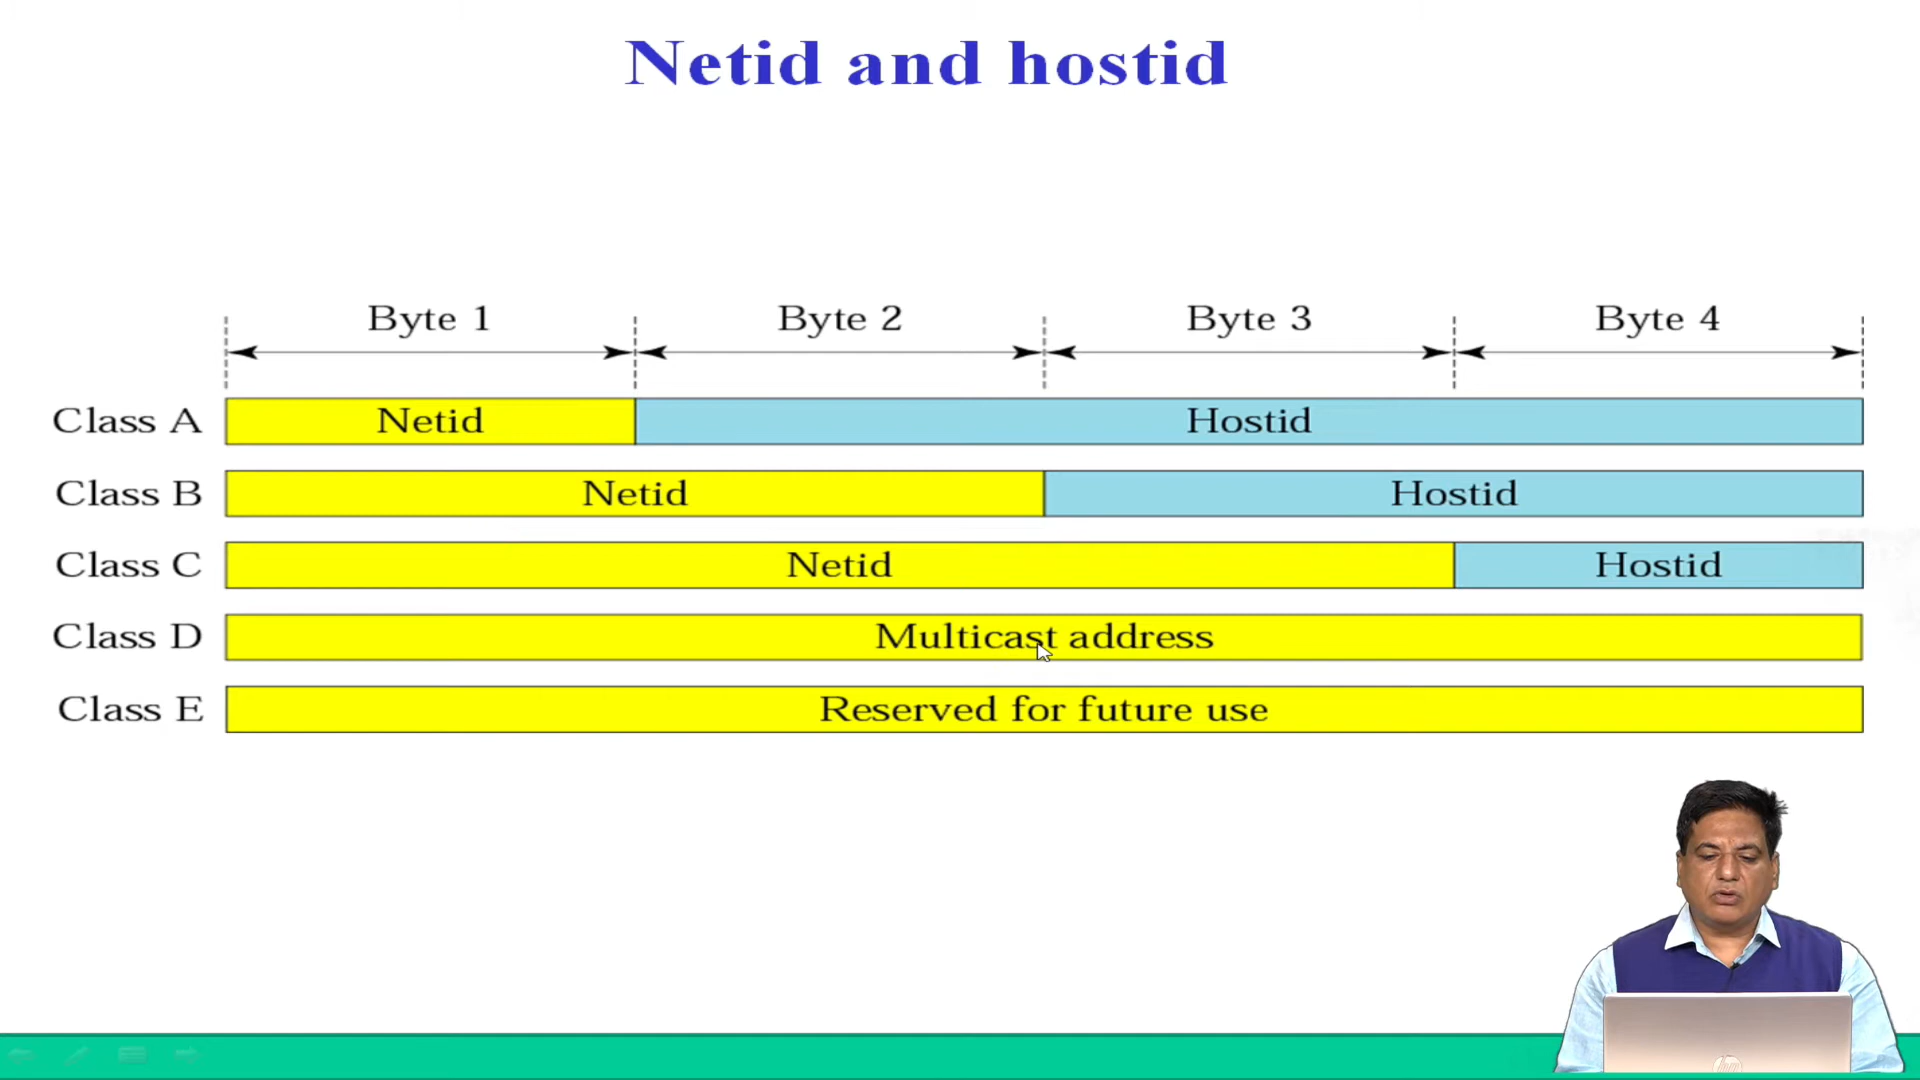 Netid and hostid
Byte 1 Byte 2 Byte 3 Byte 4
Class A Netid Hostid
Class B Netid Hostid
Class C Netid Hostid
Class D Multicast address
Class E Reserved for future use
hp